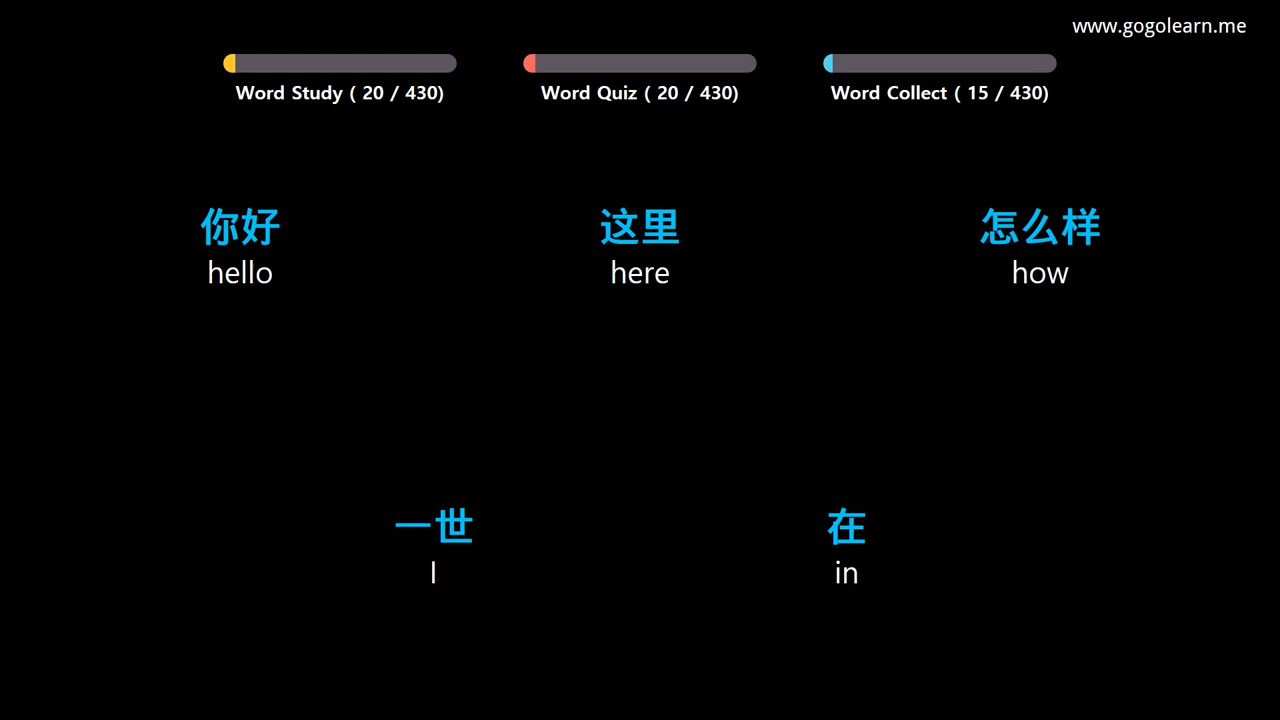 www.gogolearn.me
Word Study ( 20 / 430)
Word Quiz ( 20 / 430)
Word Collect ( 15 / 430)
你好
hello
这里
here
怎么样
how
一世
I
在
in